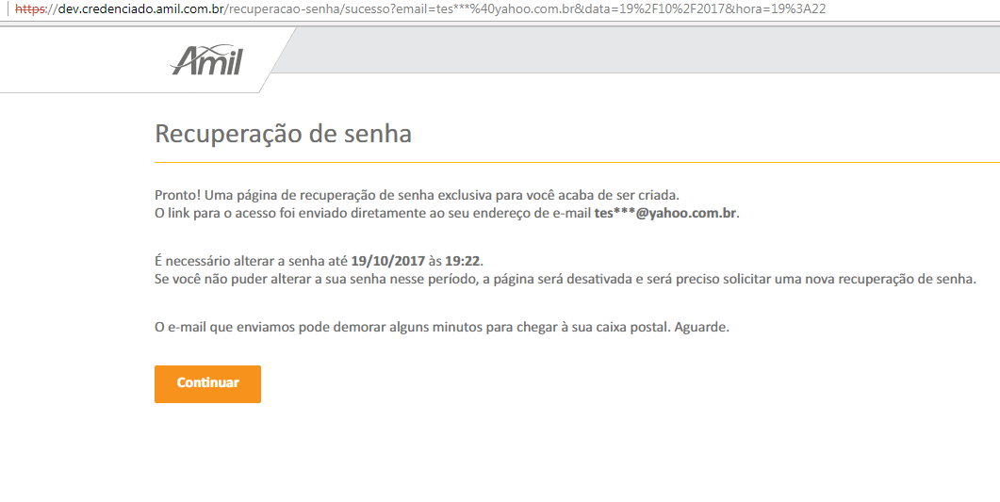 https://dev.credenciado.amil.com.br/recuperacao-senha/sucesso?email=tes***%40yahoo.com.br&data=19%2F10%2F2017&hora=19%3A22
Amil
Recuperação de senha
Pronto! Uma página de recuperação de senha exclusiva para você acaba de ser criada.
O link para o acesso foi enviado diretamente ao seu endereço de e-mail tes***@yahoo.com.br.
É necessário alterar a senha até 19/10/2017 às 19:22.
Se você não puder alterar a sua senha nesse período, a página será desativada e será preciso solicitar uma nova recuperação de senha.
O e-mail que enviamos pode demorar alguns minutos para chegar à sua caixa postal. Aguarde.
Continuar